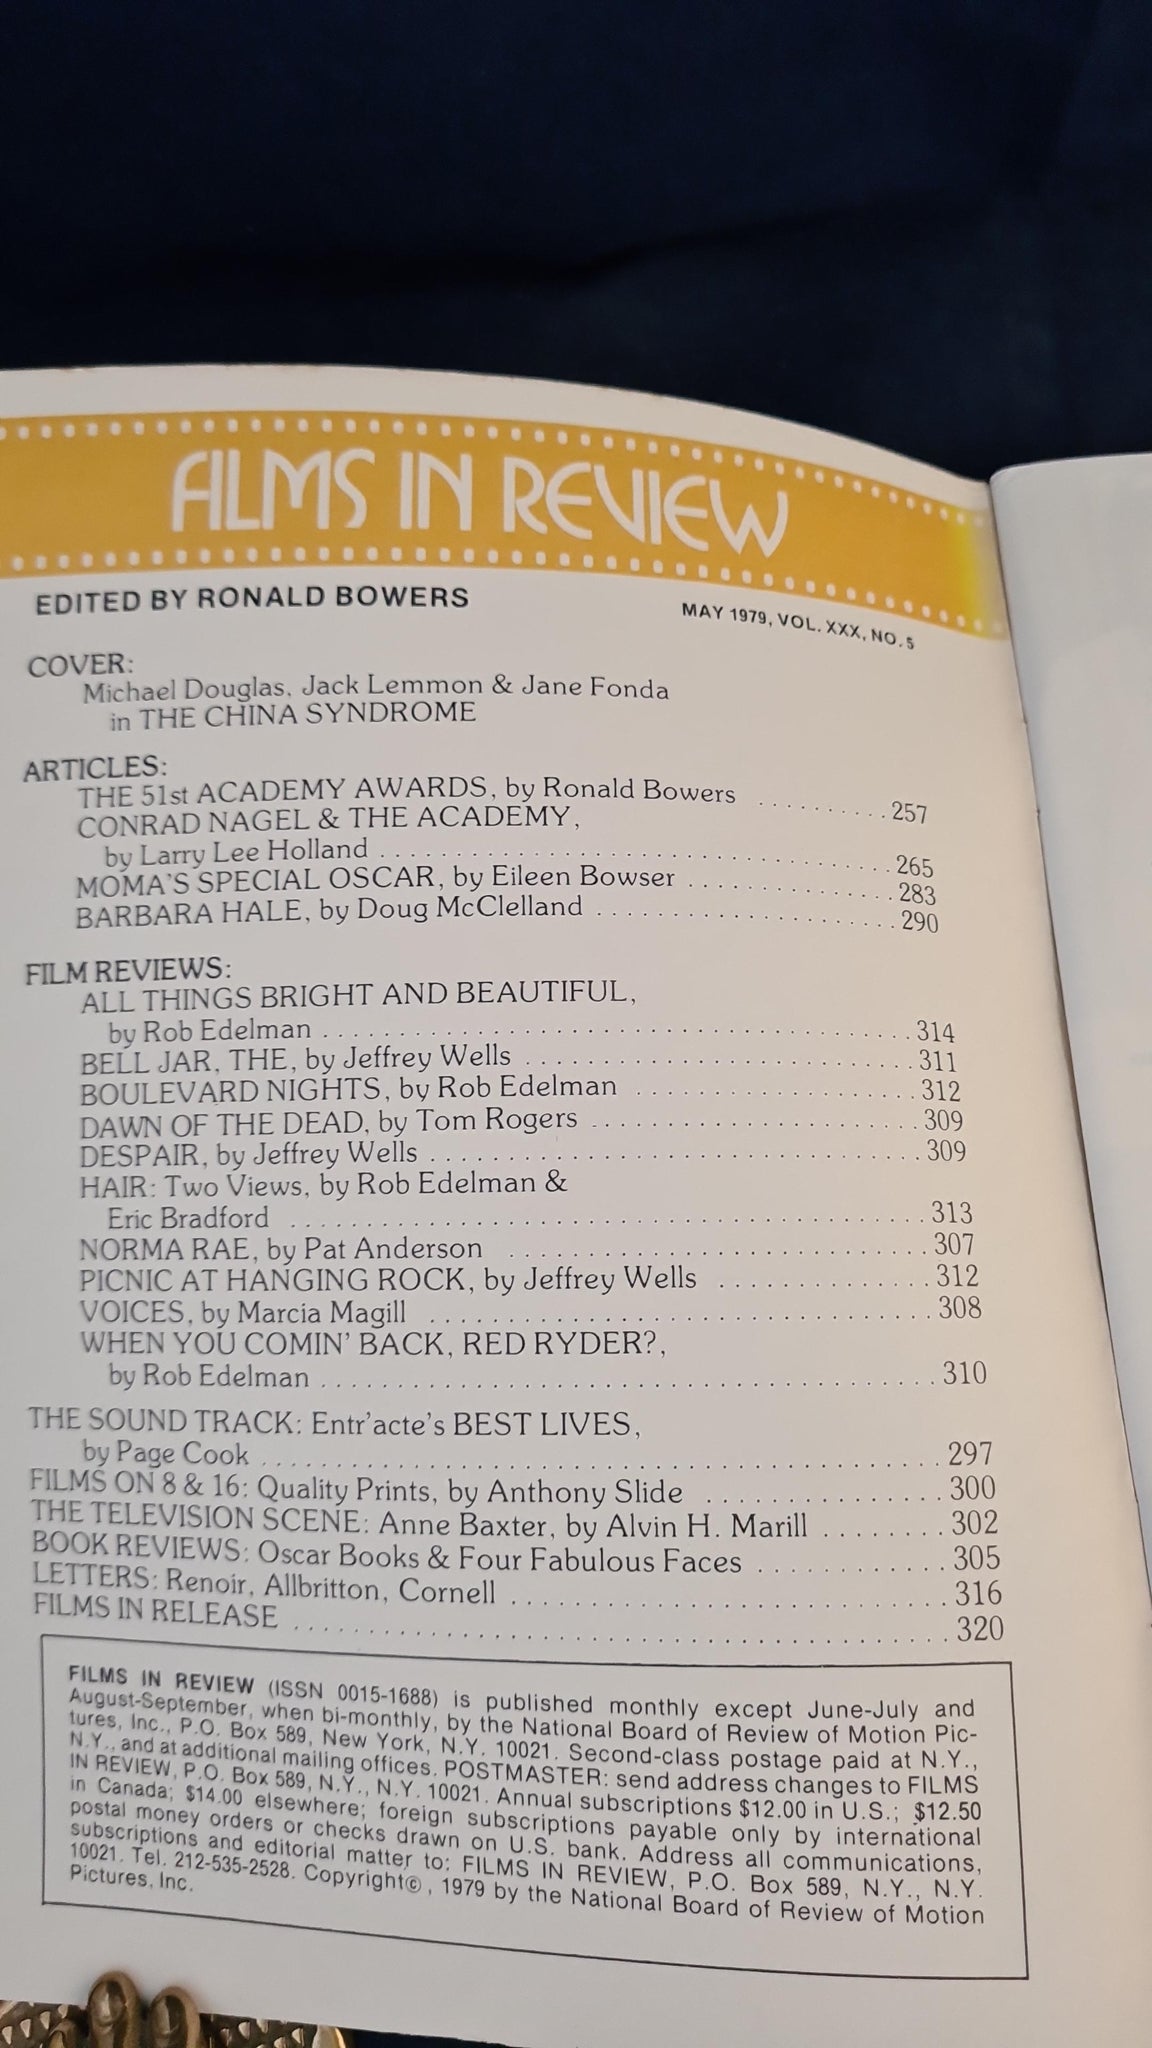 FILMS IN REVIEW
EDITED BY RONALD BOWERS
MAY 1979, VOL. XXX, NO. 5
COVER:
Michael Douglas, Jack Lemmon & Jane Fonda
in THE CHINA SYNDROME
ARTICLES:
THE 51st ACADEMY AWARDS, by Ronald Bowers . . . . . . . . . . 257
CONRAD NAGEL & THE ACADEMY,
by Larry Lee Holland . . . . . . . . . . . . . . . . . . . . 265
MOMA'S SPECIAL OSCAR, by Eileen Bowser . . . . . . . . . . 283
BARBARA HALE, by Doug McClelland . . . . . . . . . . 290
FILM REVIEWS:
ALL THINGS BRIGHT AND BEAUTIFUL,
by Rob Edelman . . . . . . . . . . 314
BELL JAR, THE, by Jeffrey Wells . . . . . . . . . . 311
BOULEVARD NIGHTS, by Rob Edelman . . . . . . . . . . 312
DAWN OF THE DEAD, by Tom Rogers . . . . . . . . . . 309
DESPAIR, by Jeffrey Wells . . . . . . . . . . 309
HAIR: Two Views, by Rob Edelman &
Eric Bradford . . . . . . . . . . 313
NORMA RAE, by Pat Anderson . . . . . . . . . . 307
PICNIC AT HANGING ROCK, by Jeffrey Wells . . . . . . . . . . 312
VOICES, by Marcia Magill . . . . . . . . . . 308
WHEN YOU COMIN' BACK, RED RYDER?,
by Rob Edelman . . . . . . . . . . 310
THE SOUND TRACK: Entr'acte's BEST LIVES,
by Page Cook . . . . . . . . . . 297
FILMS ON 8 & 16: Quality Prints, by Anthony Slide . . . . . . . . . . 300
THE TELEVISION SCENE: Anne Baxter, by Alvin H. Marill . . . . . . . . 302
BOOK REVIEWS: Oscar Books & Four Fabulous Faces . . . . . . . . . . 305
LETTERS: Renoir, Allbritton, Cornell . . . . . . . . . . 316
FILMS IN RELEASE . . . . . . . . . . 320
FILMS IN REVIEW (ISSN 0015-1688) is published monthly except June-July and
August-September, when bi-monthly, by the National Board of Review of Motion Pic-
tures, Inc., P.O. Box 589, New York, N.Y. 10021. Second-class postage paid at N.Y.,
N.Y., and at additional mailing offices. POSTMASTER: send address changes to FILMS
IN REVIEW, P.O. Box 589, N.Y., N.Y. 10021. Annual subscriptions $12.00 in U.S.; $12.50
in Canada; $14.00 elsewhere; foreign subscriptions payable only by international
postal money orders or checks drawn on U.S. bank. Address all communications,
subscriptions and editorial matter to: FILMS IN REVIEW, P.O. Box 589, N.Y., N.Y.
10021. Tel. 212-535-2528. Copyright©, 1979 by the National Board of Review of Motion
Pictures, Inc.